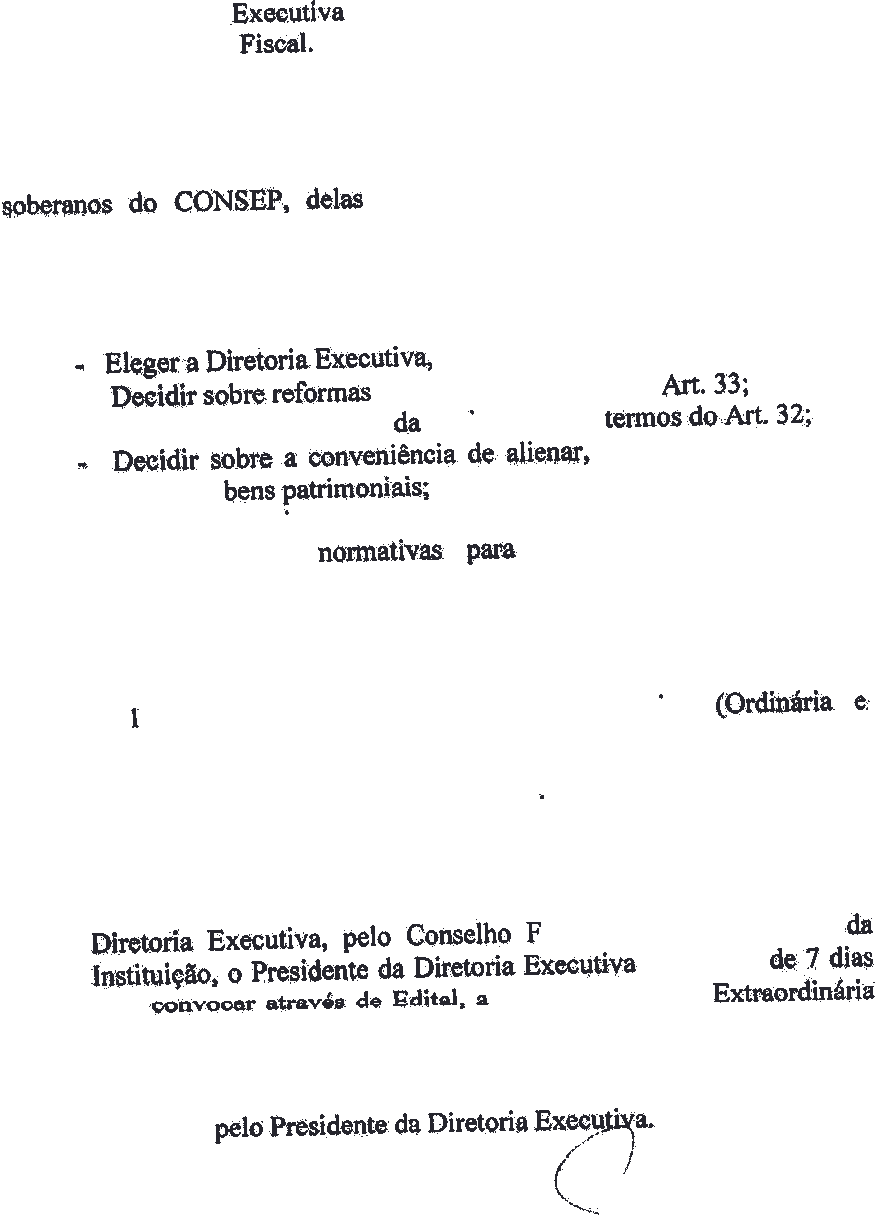 Executiva
Fiscal.
soberanos do CONSEP, delas
- Eleger a Diretoria Executiva,
Decidir sobre reformas Art. 33;
da termos do Art. 32;
- Decidir sobre a conveniência de alienar,
bens patrimoniais;
normativas para
1 (Ordinária e
Diretoria Executiva, pelo Conselho F da
Instituição, o Presidente da Diretoria Executiva de 7 dias
convocar através de Edital, a Extraordinária
pelo Presidente da Diretoria Executiva.